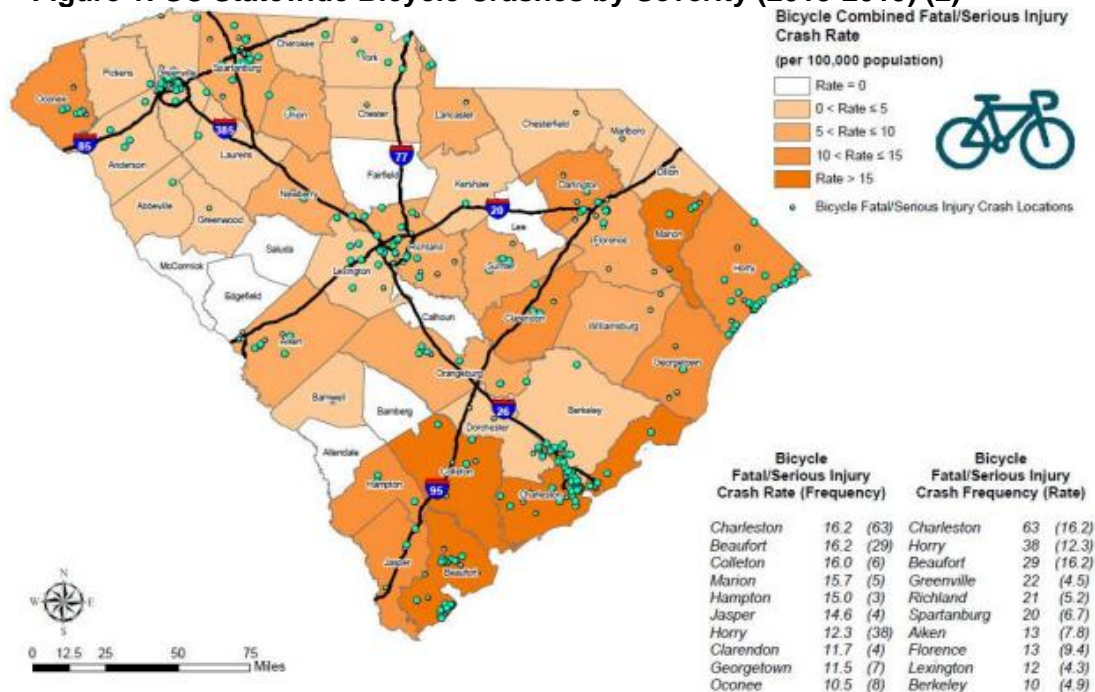 Bicycle Combined Fatal/Serious Injury
Crash Rate
(per 100,000 population)
Rate = 0
0 < Rate ≤ 5
5 < Rate ≤ 10
10 < Rate ≤ 15
Rate > 15
Bicycle Fatal/Serious Injury Crash Locations
Cherokee
York
Pickens
Greenville
Spartanburg
Oconee
Union
Chester
Lancaster
Chesterfield
Marlboro
85
385
77
Anderson
Laurens
Fairfield
Kershaw
Darlington
Dillon
Abbeville
Greenwood
Newberry
20
Lee
Florence
Marion
McCormick
Saluda
Richland
Sumter
Horry
Lexington
Edgefield
Calhoun
Clarendon
Williamsburg
Aiken
Georgetown
Orangeburg
Barnwell
Bamberg
26
Berkeley
Dorchester
Allendale
Colleton
Hampton
95
Charleston
Jasper
Beaufort
N
W E
S
0 12.5 25 50 75
Miles
Bicycle Bicycle
Fatal/Serious Injury Fatal/Serious Injury
Crash Rate (Frequency) Crash Frequency (Rate)
Charleston 16.2 (63) Charleston 63 (16.2)
Beaufort 16.2 (29) Horry 38 (12.3)
Colleton 16.0 (6) Beaufort 29 (16.2)
Marion 15.7 (5) Greenville 22 (4.5)
Hampton 15.0 (3) Richland 21 (5.2)
Jasper 14.6 (4) Spartanburg 20 (6.7)
Horry 12.3 (38) Aiken 13 (7.8)
Clarendon 11.7 (4) Florence 13 (9.4)
Georgetown 11.5 (7) Lexington 12 (4.3)
Oconee 10.5 (8) Berkeley 10 (4.9)